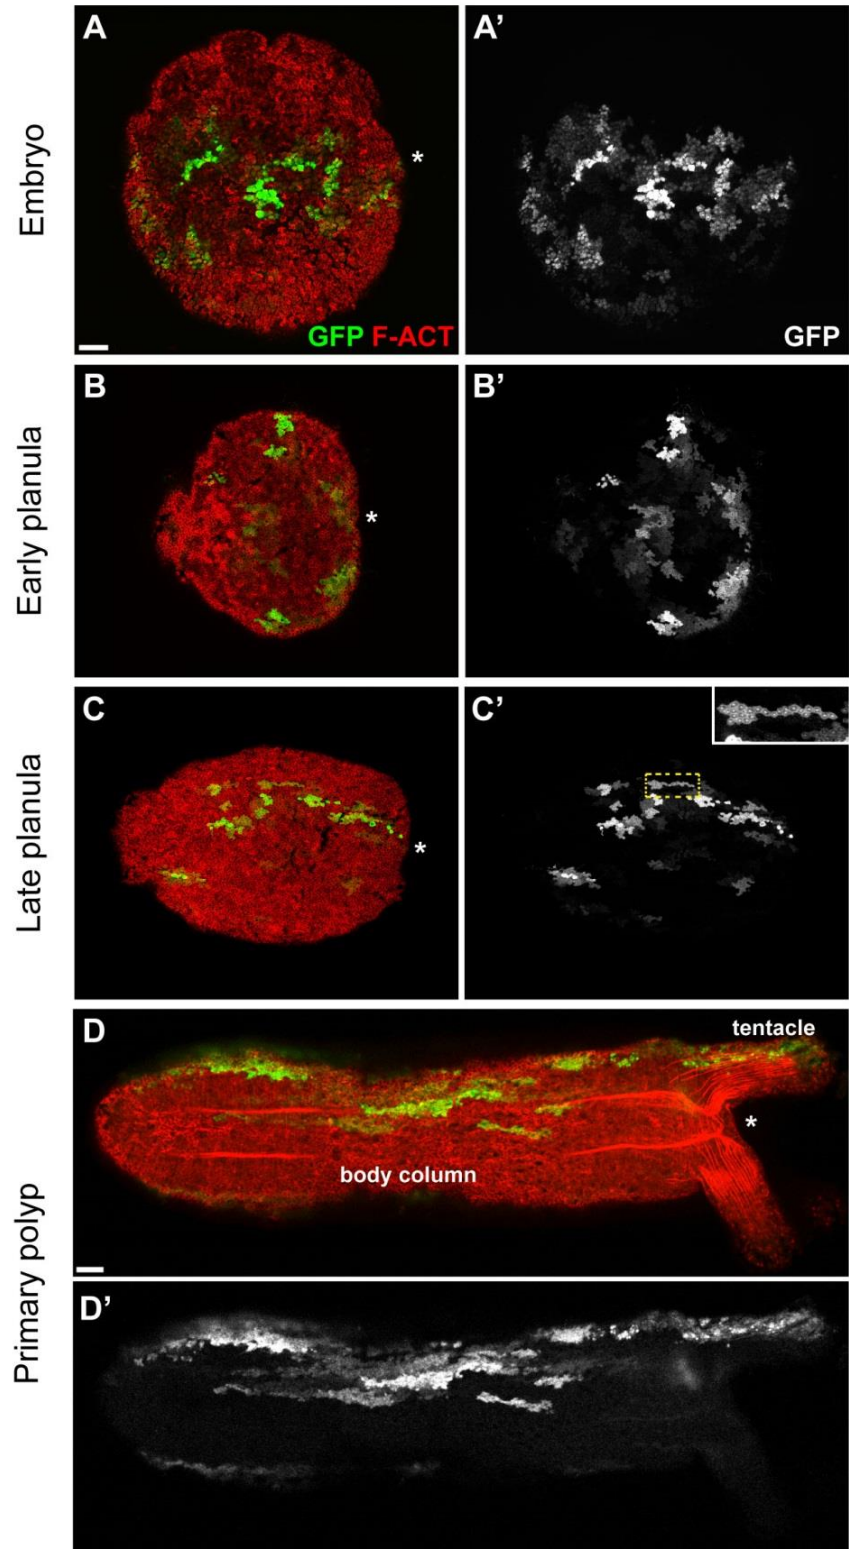 Embryo
A
*
GFP F-ACT
A’
GFP
Early planula
B
*
B’
Late planula
C
*
C’
Primary polyp
D
tentacle
*
body column
D’